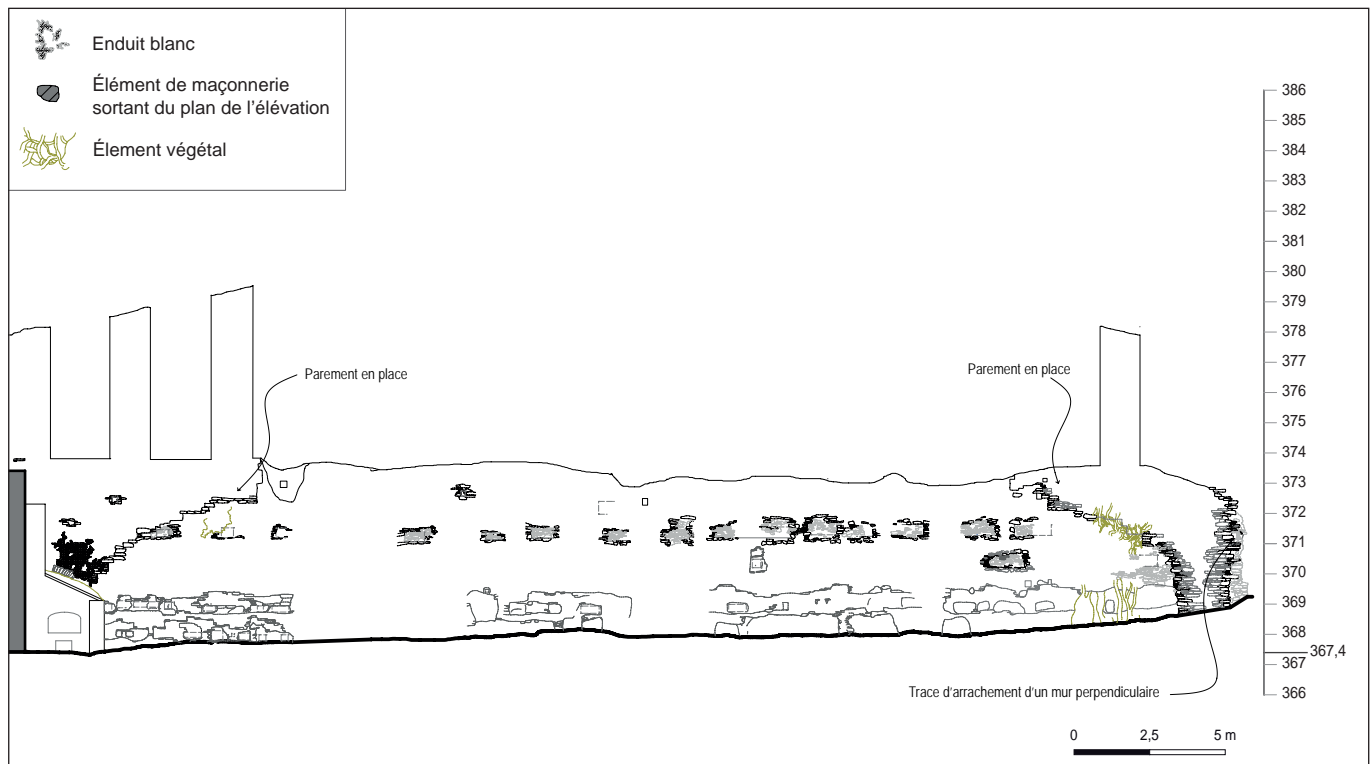 Enduit blanc
Élément de maçonnerie
sortant du plan de l'élévation
Élement végétal
386
385
384
383
382
381
380
379
378
377
376
375
374
373
372
371
370
369
368
367,4
367
366
Parement en place
Parement en place
Trace d'arrachement d'un mur perpendiculaire
0 2,5 5 m